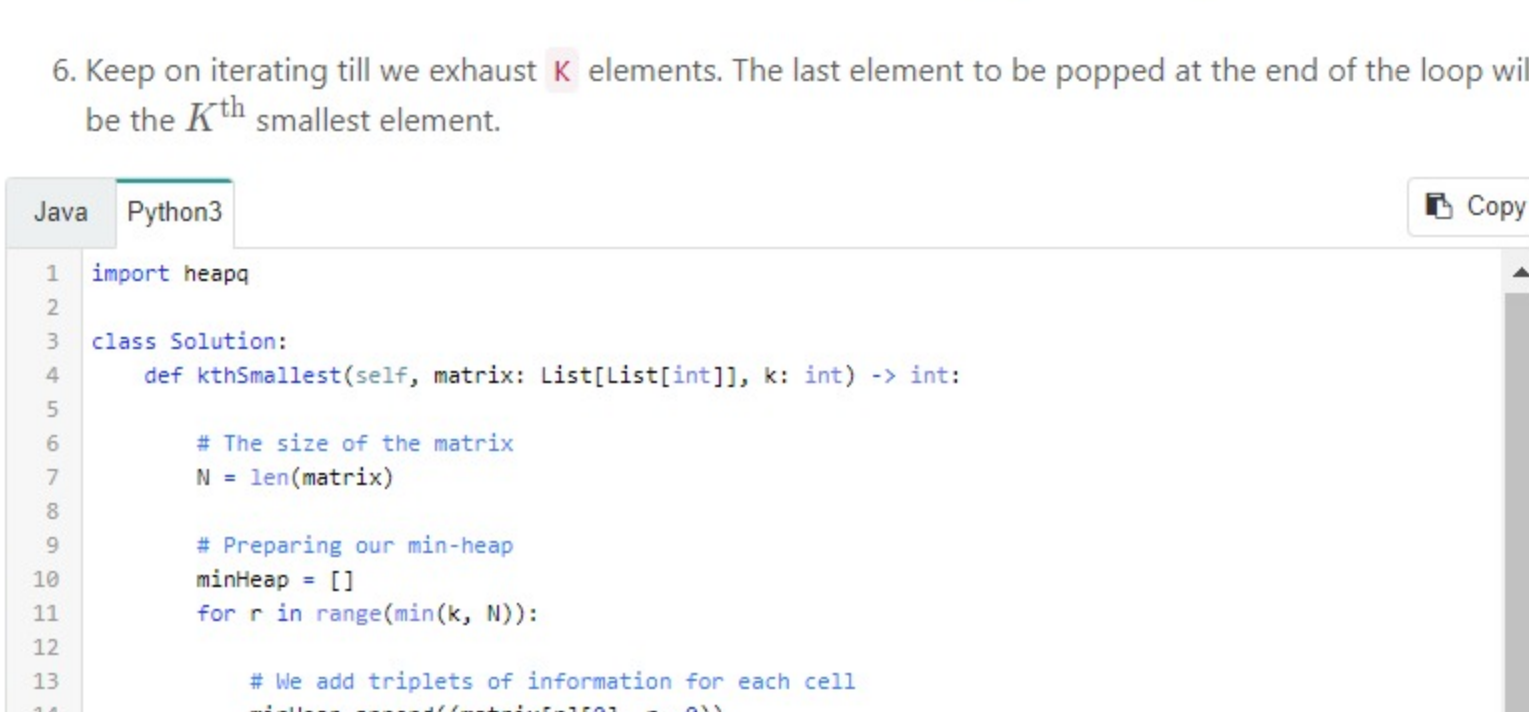 6. Keep on iterating till we exhaust K elements. The last element to be popped at the end of the loop wil
be the Kth smallest element.
Java Python3 Copy
1 import heapq
2
3 class Solution:
4 def kthSmallest(self, matrix: List[List[int]], k: int) -> int:
5
6 # The size of the matrix
7 N = len(matrix)
8
9 # Preparing our min-heap
10 minHeap = []
11 for r in range(min(k, N)):
12
13 # We add triplets of information for each cell